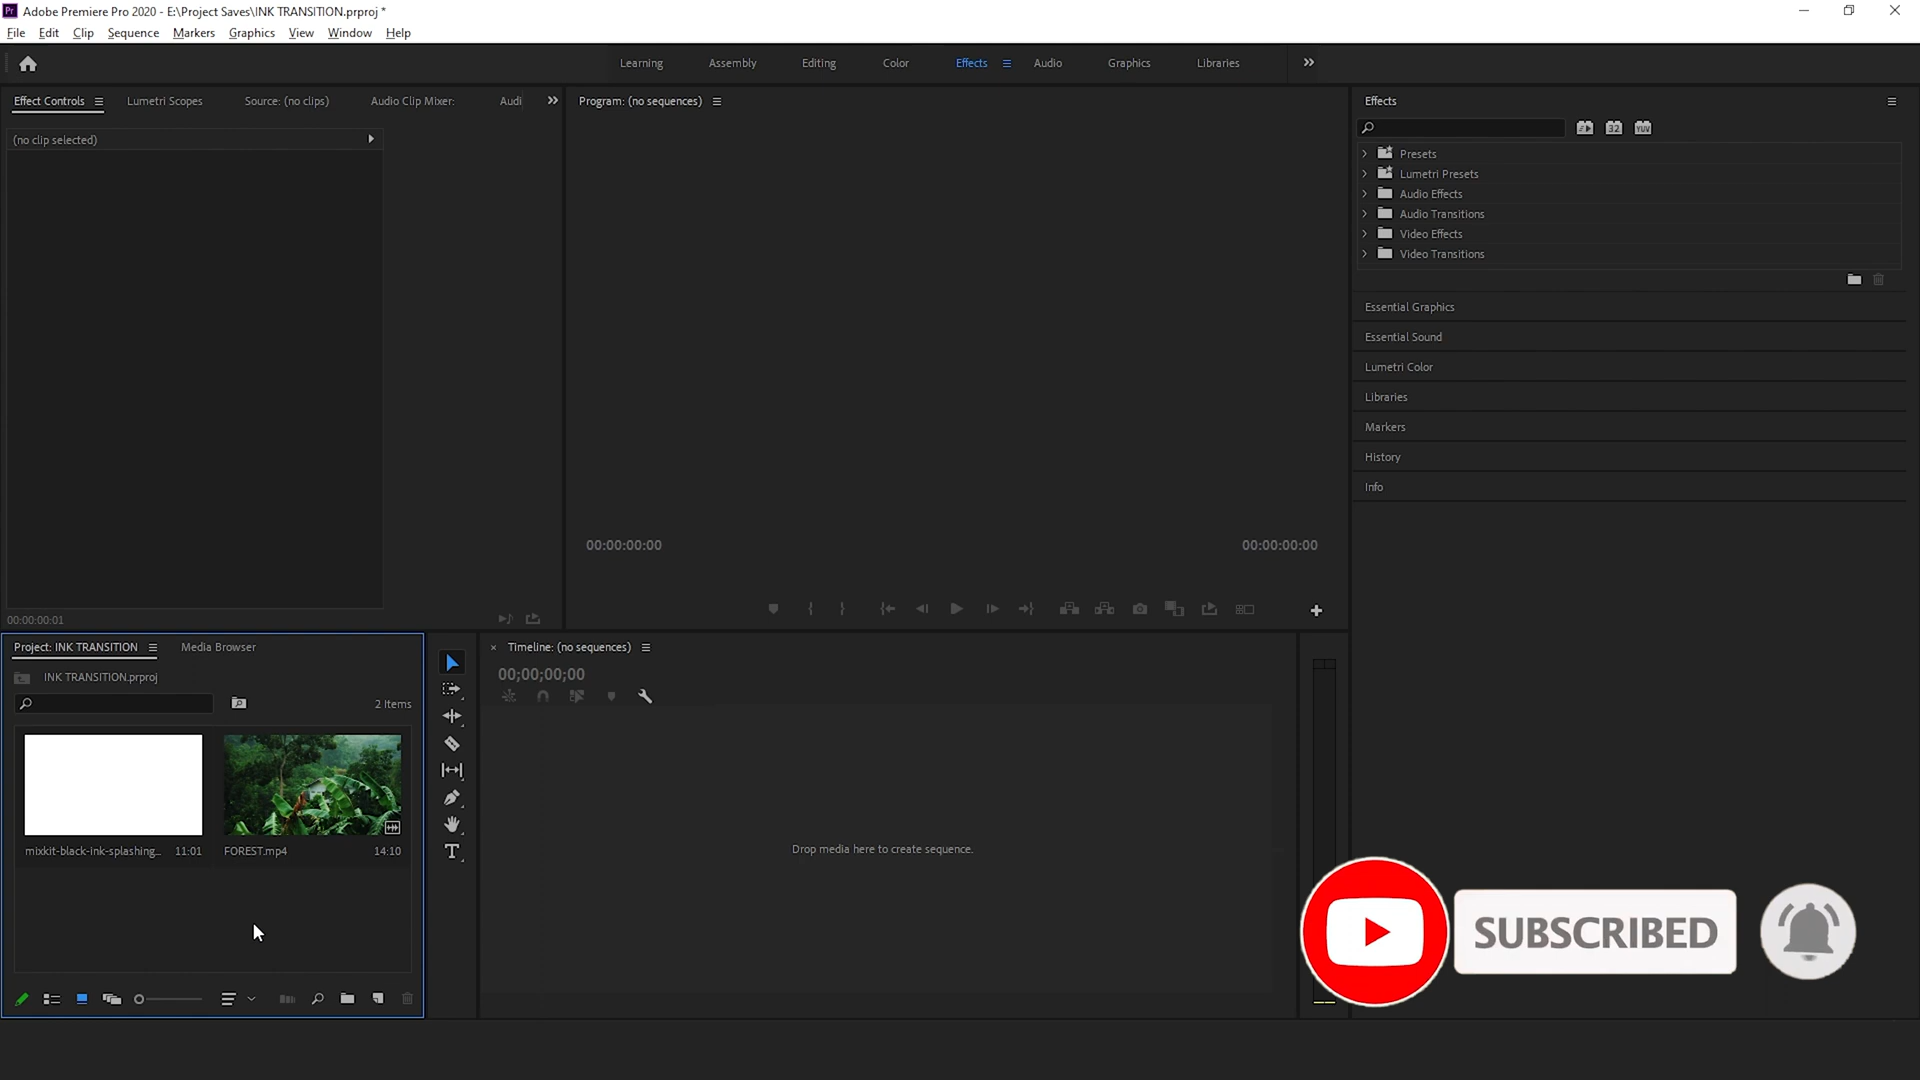 Adobe Premiere Pro 2020 - E:\Project Saves\INK TRANSITION.prproj *
File Edit Clip Sequence Markers Graphics View Window Help
Learning Assembly Editing Color Effects Audio Graphics Libraries
Effect Controls Lumetri Scopes Source: (no clips) Audio Clip Mixer: Audi
Program: (no sequences)
Effects
(no clip selected)
Presets
Lumetri Presets
Audio Effects
Audio Transitions
Video Effects
Video Transitions
Essential Graphics
Essential Sound
Lumetri Color
Libraries
Markers
History
Info
00:00:00:00
00:00:00:00
00:00:00:01
Project: INK TRANSITION Media Browser
INK TRANSITION.prproj
2 Items
mixkit-black-ink-splashing... 11:01
FOREST.mp4 14:10
Timeline: (no sequences)
00;00;00;00
Drop media here to create sequence.
SUBSCRIBED